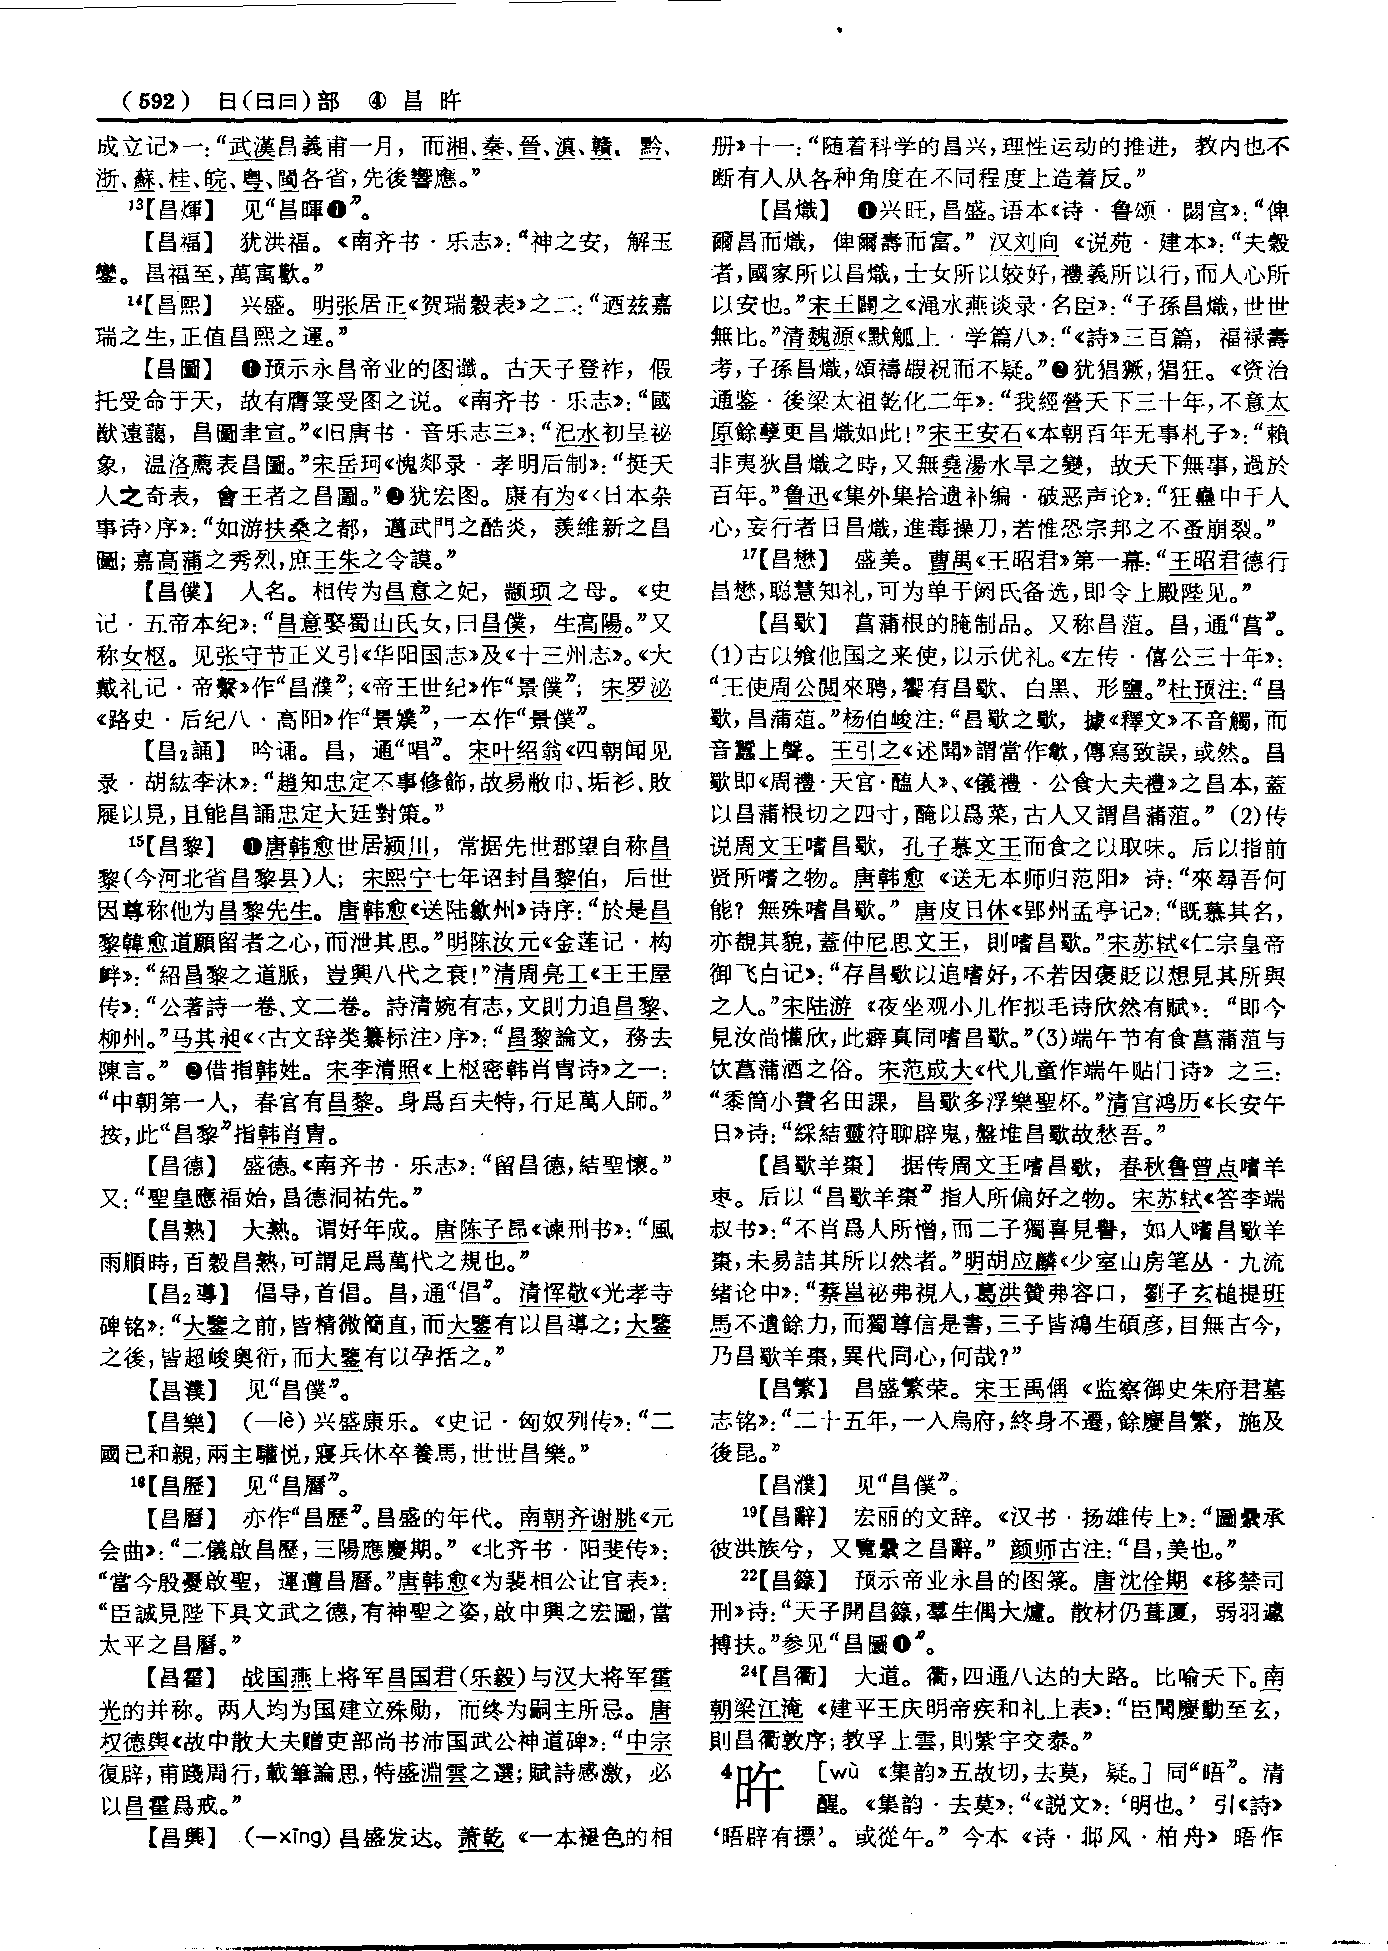 (592) 日(日曰)部 ④ 昌 旿
成立记》一:“武漢昌義甫一月，而湘、秦、晉、滇、贛、黔、
浙、蘇、桂、皖、粤、閩各省,先後響應。”
13【昌煇】 见“昌暉❶”。
【昌福】 犹洪福。《南齐书·乐志》:“神之安，解玉
鑾。昌福至,萬寓歡。”
14【昌熙】 兴盛。明张居正《贺瑞穀表》之二:“迺兹嘉
瑞之生,正值昌熙之運。”
【昌圖】 ❶预示永昌帝业的图谶。古天子登祚，假
托受命于天，故有膺箓受图之说。《南齐书·乐志》:“國
猷遠藹，昌圖聿宣。”《旧唐书·音乐志三》:“汜水初呈祕
象，温洛薦表昌圖。”宋岳珂《愧郯录·孝明后制》:“挺天
人之奇表，會王者之昌圖。”❷犹宏图。康有为《〈日本杂
事诗〉序》:“如游扶桑之都，邁武門之酷炎，羨維新之昌
圖;嘉高蒲之秀烈,庶王朱之令謨。”
【昌僕】 人名。相传为昌意之妃，颛顼之母。《史
记·五帝本纪》:“昌意娶蜀山氏女,曰昌僕，生高陽。”又
称女枢。见张守节正义引《华阳国志》及《十三州志》。《大
戴礼记·帝繫》作“昌濮”;《帝王世纪》作“景僕”；宋罗泌
《路史·后纪八·高阳》作“景嬫”,一本作“景僕”。
【昌2誦】 吟诵。昌，通“唱”。宋叶绍翁《四朝闻见
录·胡紘李沐》:“趙知忠定不事修飾,故易敝巾、垢衫、敗
屣以見,且能昌誦忠定大廷對策。”
15【昌黎】 ❶唐韩愈世居颍川，常据先世郡望自称昌
黎(今河北省昌黎县)人；宋熙宁七年诏封昌黎伯，后世
因尊称他为昌黎先生。唐韩愈《送陆歙州》诗序:“於是昌
黎韓愈道願留者之心,而泄其思。”明陈汝元《金莲记·构
衅》:“紹昌黎之道脈，豈興八代之衰!”清周亮工《王王屋
传》:“公著詩一卷、文二卷。詩清婉有志,文則力追昌黎、
柳州。”马其昶《〈古文辞类纂标注〉序》:“昌黎論文，務去
陳言。” ❷借指韩姓。宋李清照《上枢密韩肖胄诗》之一:
“中朝第一人，春官有昌黎。身爲百夫特,行足萬人師。”
按,此“昌黎”指韩肖胄。
【昌德】 盛德。《南齐书·乐志》:“留昌德,結聖懷。”
又:“聖皇應福始,昌德洞祐先。”
【昌熟】 大熟。谓好年成。唐陈子昂《谏刑书》:“風
雨順時,百穀昌熟,可謂足爲萬代之規也。”
【昌2導】 倡导,首倡。昌,通“倡”。清恽敬《光孝寺
碑铭》:“大鑒之前,皆精微簡直,而大鑒有以昌導之;大鑒
之後,皆超峻奥衍,而大鑒有以孕括之。”
【昌濮】 见“昌僕”。
【昌樂】 (—lè)兴盛康乐。《史记·匈奴列传》:“二
國已和親,兩主驩悦,寢兵休卒養馬,世世昌樂。”
16【昌歷】 见“昌曆”。
【昌曆】 亦作“昌歷”。昌盛的年代。南朝齐谢朓《元
会曲》:“二儀啟昌歷,三陽應慶期。” 《北齐书·阳斐传》:
“當今殷憂啟聖，運遭昌曆。”唐韩愈《为裴相公让官表》:
“臣誠見陛下具文武之德,有神聖之姿,啟中興之宏圖,當
太平之昌曆。”
【昌霍】 战国燕上将军昌国君(乐毅)与汉大将军霍
光的并称。两人均为国建立殊勋，而终为嗣主所忌。唐
权德舆《故中散大夫赠吏部尚书沛国武公神道碑》:“中宗
復辟,甫踐周行,載筆論思,特盛淵雲之選;賦詩感激，必
以昌霍爲戒。”
【昌興】 (—xīng)昌盛发达。萧乾《一本褪色的相
册》十一:“随着科学的昌兴,理性运动的推进，教内也不
断有人从各种角度在不同程度上造着反。”
【昌熾】 ❶兴旺,昌盛。语本《诗·鲁颂·閟宫》:“俾
爾昌而熾，俾爾壽而富。” 汉刘向《说苑·建本》:“夫穀
者,國家所以昌熾,士女所以姣好,禮義所以行,而人心所
以安也。”宋王闢之《渑水燕谈录·名臣》:“子孫昌熾,世世
無比。”清魏源《默觚上·学篇八》:“《詩》三百篇，福禄壽
考,子孫昌熾,頌禱嘏祝而不疑。”❷犹猖獗,猖狂。《资治
通鉴·後梁太祖乾化二年》:“我經營天下三十年,不意太
原餘孽更昌熾如此!”宋王安石《本朝百年无事札子》:“賴
非夷狄昌熾之時,又無堯湯水旱之變，故天下無事,過於
百年。”鲁迅《集外集拾遗补编·破恶声论》:“狂蠱中于人
心,妄行者日昌熾,進毒操刀,若惟恐宗邦之不蚤崩裂。”
17【昌懋】 盛美。曹禺《王昭君》第一幕:“王昭君德行
昌懋,聪慧知礼,可为单于阏氏备选,即令上殿陛见。”
【昌歜】 菖蒲根的腌制品。又称昌菹。昌,通“菖”。
(1)古以飨他国之来使,以示优礼。《左传·僖公三十年》:
“王使周公閲來聘,饗有昌歜、白黑、形鹽。”杜预注:“昌
歜,昌蒲葅。”杨伯峻注:“昌歜之歜，據《釋文》不音觸,而
音蠶上聲。王引之《述聞》謂當作歜,傳寫致誤,或然。昌
歜即《周禮·天官·醢人》、《儀禮·公食大夫禮》之昌本,蓋
以昌蒲根切之四寸,醃以爲菜,古人又謂昌蒲菹。” (2)传
说周文王嗜昌歜，孔子慕文王而食之以取味。后以指前
贤所嗜之物。唐韩愈《送无本师归范阳》诗:“來尋吾何
能? 無殊嗜昌歜。” 唐皮日休《郢州孟亭记》:“既慕其名,
亦覩其貌,蓋仲尼思文王，則嗜昌歜。”宋苏轼《仁宗皇帝
御飞白记》:“存昌歜以追嗜好,不若因褒貶以想見其所與
之人。”宋陆游《夜坐观小儿作拟毛诗欣然有赋》:“即今
見汝尚懽欣,此癖真同嗜昌歜。”(3)端午节有食菖蒲菹与
饮菖蒲酒之俗。宋范成大《代儿童作端午贴门诗》之三:
“黍筒小費名田課，昌歜多浮樂聖杯。”清宫鸿历《长安午
日》诗:“綵結靈符聊辟鬼,盤堆昌歜故愁吾。”
【昌歜羊棗】 据传周文王嗜昌歜，春秋鲁曾点嗜羊
枣。后以“昌歜羊棗”指人所偏好之物。宋苏轼《答李端
叔书》:“不肖爲人所憎,而二子獨喜見譽，如人嗜昌歜羊
棗,未易詰其所以然者。”明胡应麟《少室山房笔丛·九流
绪论中》:“蔡邕祕弗視人,葛洪贊弗容口，劉子玄槌提班
馬不遺餘力,而獨尊信是書,三子皆鴻生碩彦,目無古今,
乃昌歜羊棗,異代同心,何哉?”
【昌繁】 昌盛繁荣。宋王禹偁《监察御史朱府君墓
志铭》:“二十五年,一入烏府,終身不遷,餘慶昌繁，施及
後昆。”
【昌濮】 见“昌僕”。
19【昌辭】 宏丽的文辞。《汉书·扬雄传上》:“圖纍承
彼洪族兮，又覽纍之昌辭。” 颜师古注:“昌,美也。”
22【昌籙】 预示帝业永昌的图箓。唐沈佺期《移禁司
刑》诗:“天子開昌籙,羣生偶大爐。散材仍葺厦，弱羽遽
搏扶。”参见“昌圖❶”。
24【昌衢】 大道。衢,四通八达的大路。比喻天下。南
朝梁江淹《建平王庆明帝疾和礼上表》:“臣聞慶動至玄,
則昌衢敦序;教孚上雲,則紫宇交泰。”
4旿 [wù 《集韵》五故切,去莫，疑。]同“晤”。清
醒。《集韵·去莫》:“《説文》:‘明也。’引《詩》
‘晤辟有摽’。或從午。” 今本《诗·邶风·柏舟》晤作